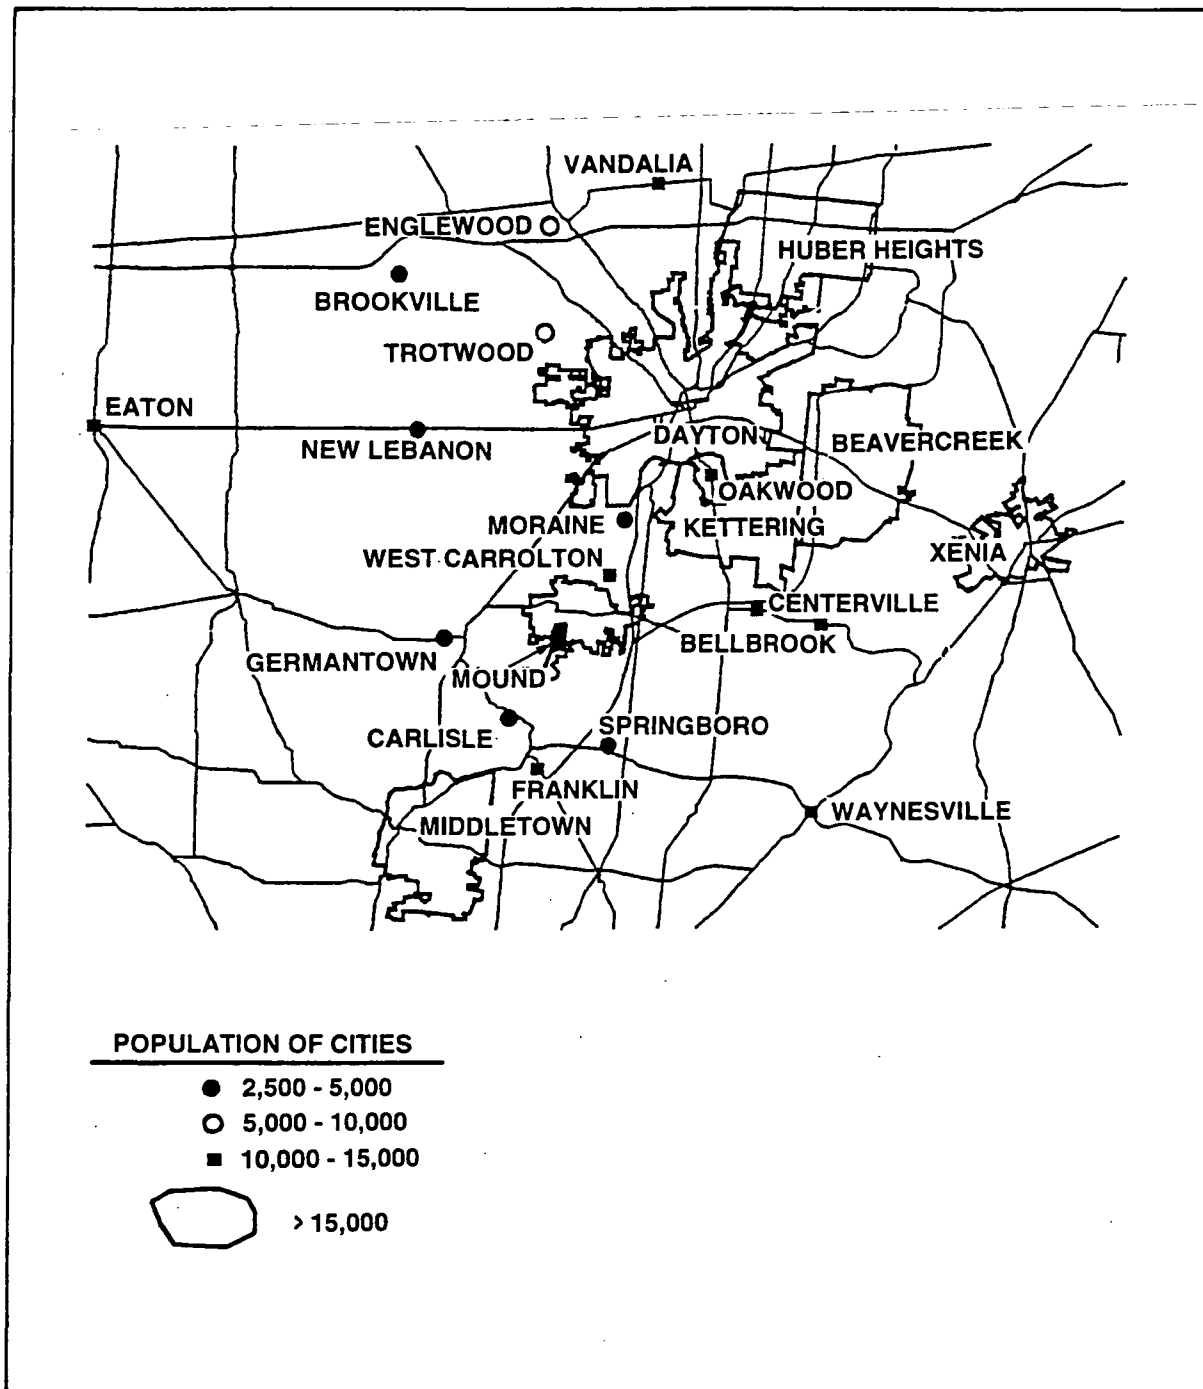 VANDALIA
ENGLEWOOD
HUBER HEIGHTS
BROOKVILLE
TROTWOOD
EATON
DAYTON
BEAVERCREEK
NEW LEBANON
OAKWOOD
MORAINE
KETTERING
XENIA
WEST CARROLTON
CENTERVILLE
BELLBROOK
GERMANTOWN
MOUND
SPRINGBORO
CARLISLE
FRANKLIN
WAYNESVILLE
MIDDLETOWN
POPULATION OF CITIES
2,500 - 5,000
5,000 - 10,000
10,000 - 15,000
> 15,000